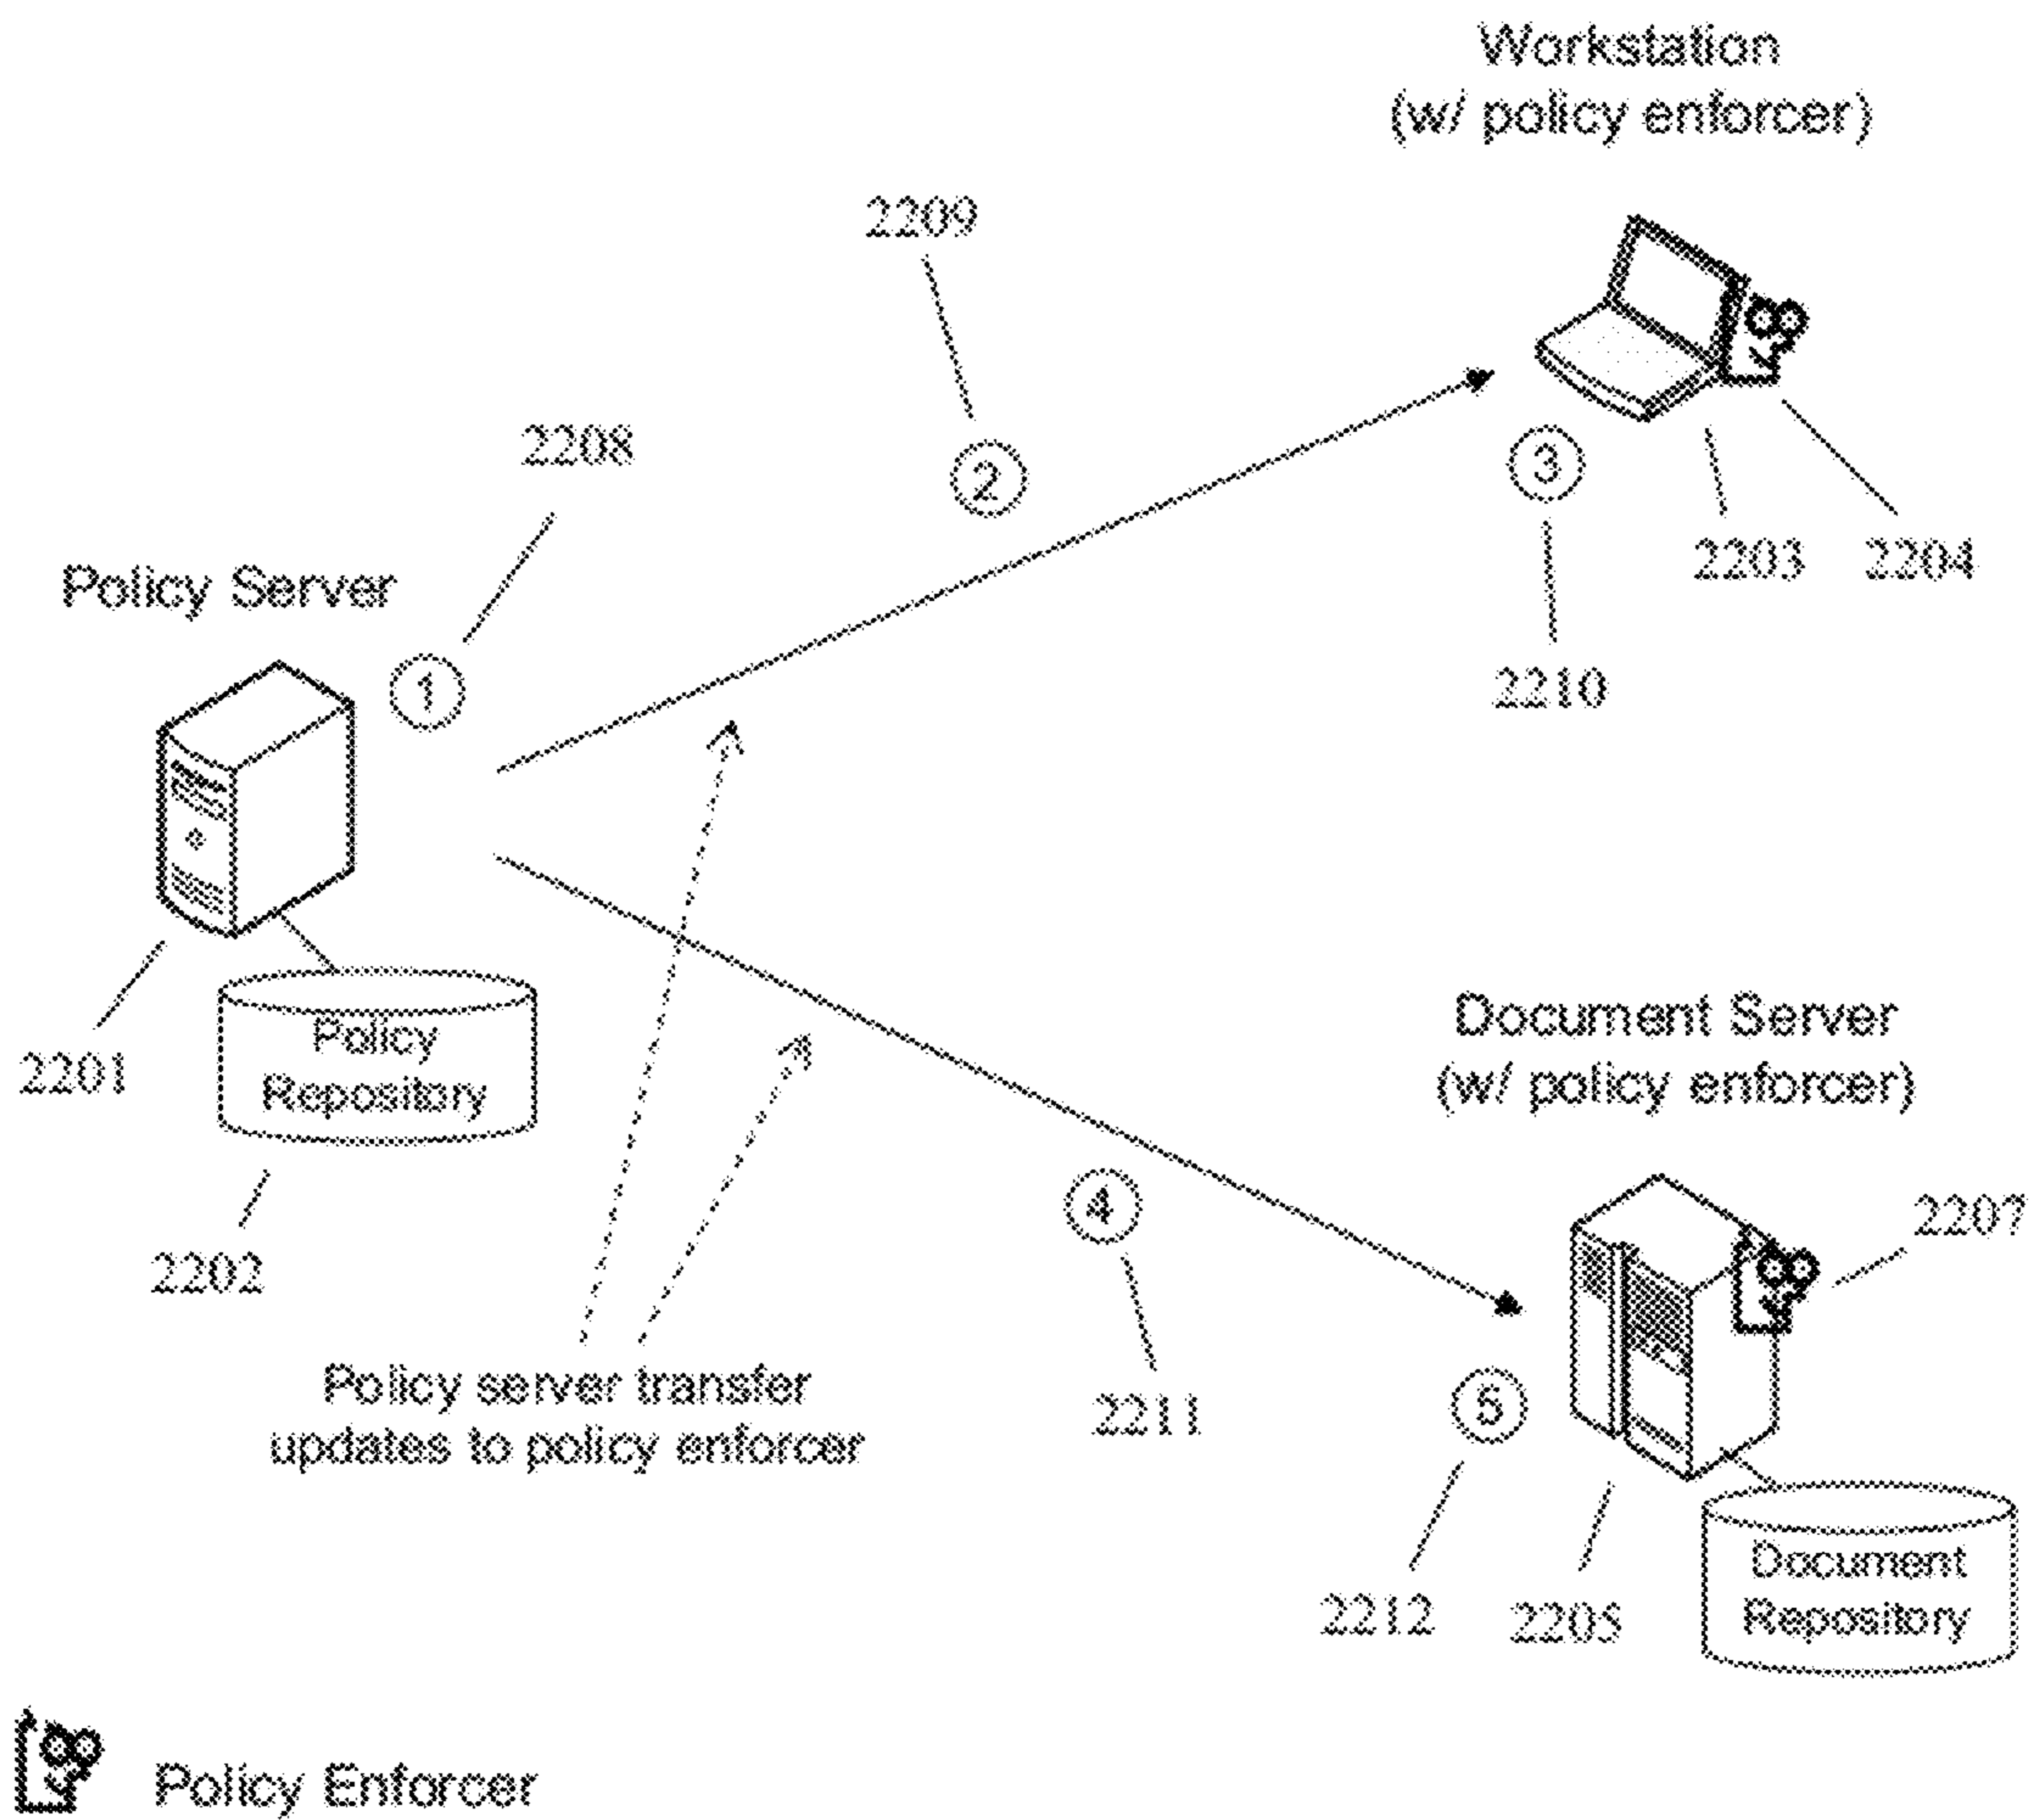 Workstation
(w/ policy enforcer)
2209
2208
2
3
2203
2204
Policy Server
1
2210
2201
Policy
Repository
2202
Document Server
(w/ policy enforcer)
4
2207
Policy server transfer
updates to policy enforcer
2211
5
2212
2205
Document
Repository
Policy Enforcer